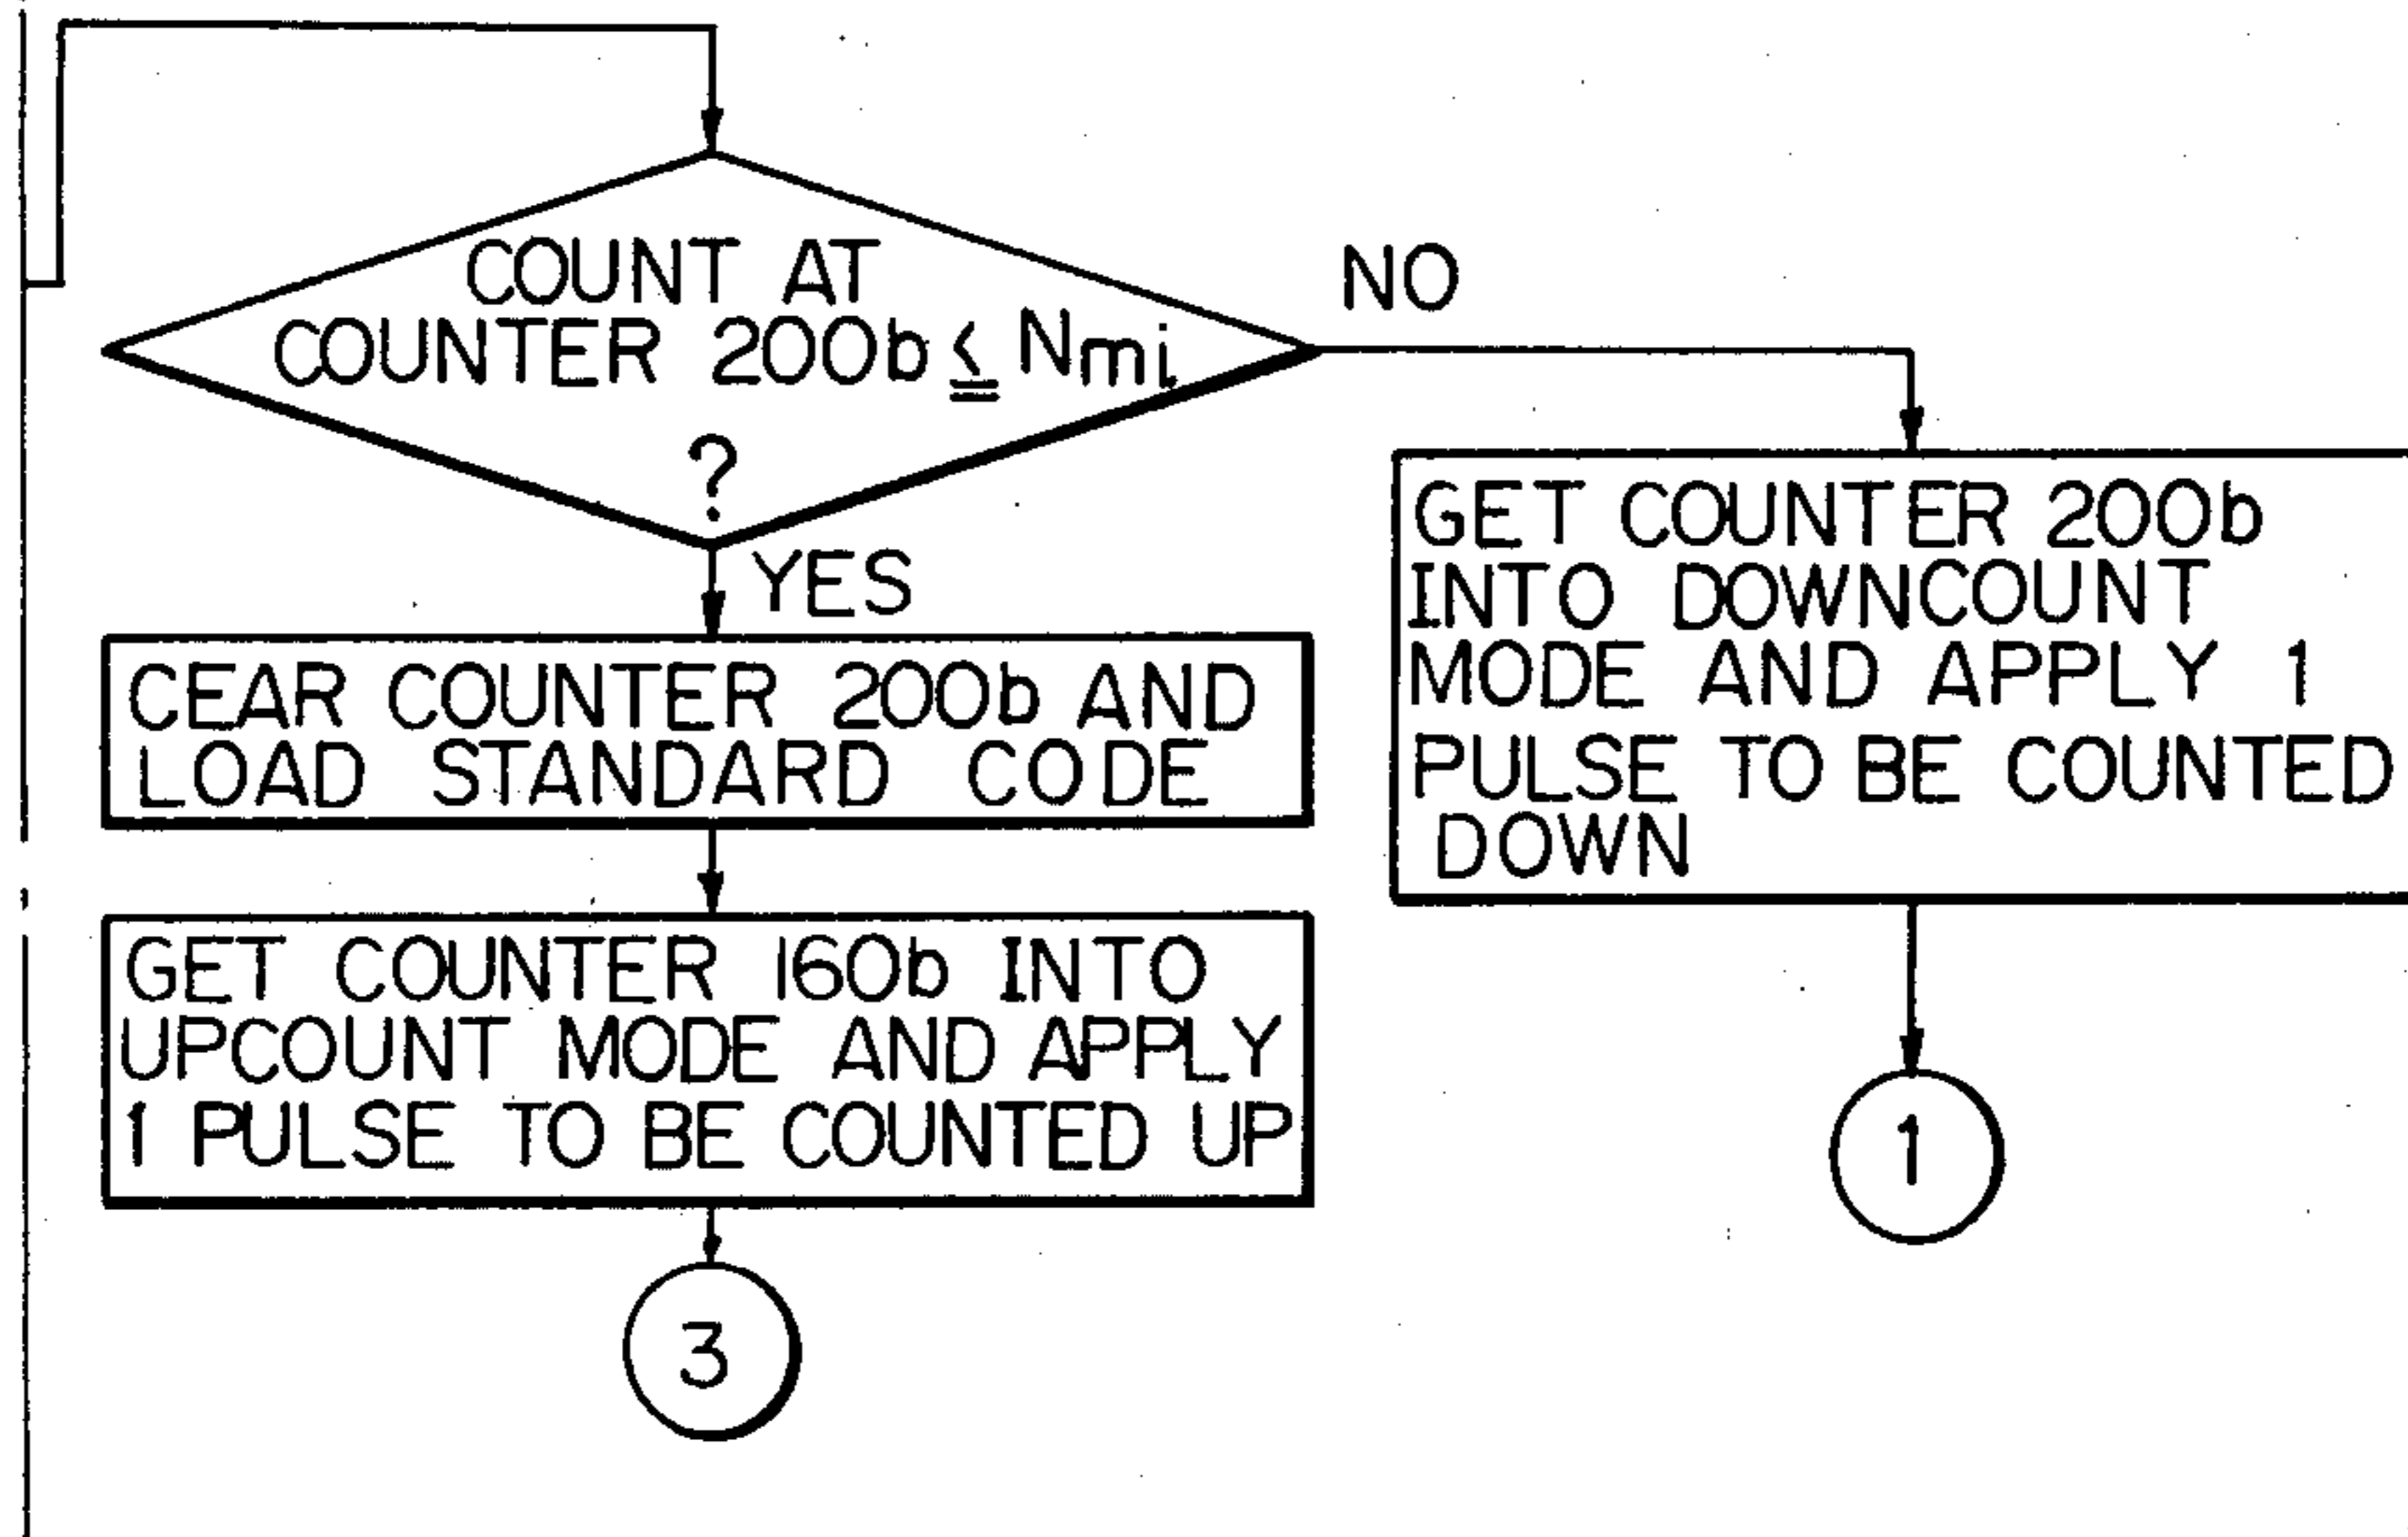 COUNT AT
COUNTER 200b ≦ Nmi
?
NO
YES
CEAR COUNTER 200b AND
LOAD STANDARD CODE
GET COUNTER 160b INTO
UPCOUNT MODE AND APPLY
1 PULSE TO BE COUNTED UP
3
GET COUNTER 200b
INTO DOWNCOUNT
MODE AND APPLY 1
PULSE TO BE COUNTED
DOWN
1